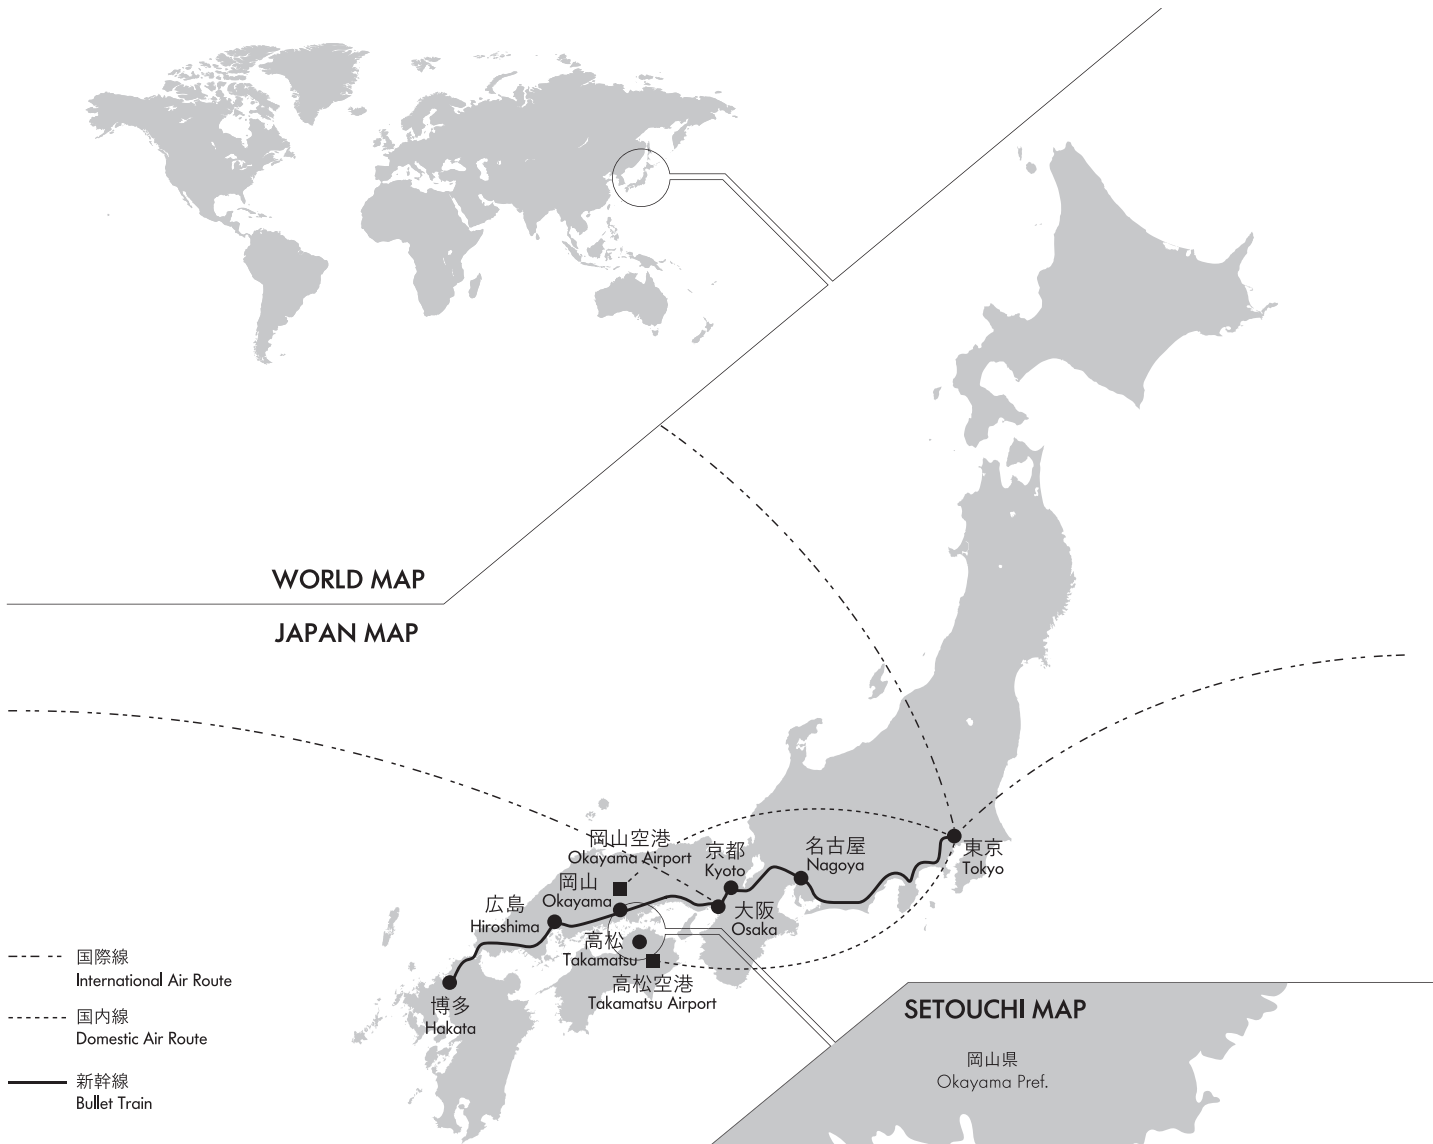 WORLD MAP
JAPAN MAP
岡山空港
Okayama Airport
京都
Kyoto
名古屋
Nagoya
東京
Tokyo
岡山
Okayama
広島
Hiroshima
大阪
Osaka
高松
Takamatsu
高松空港
Takamatsu Airport
博多
Hakata
国際線
International Air Route
国内線
Domestic Air Route
新幹線
Bullet Train
SETOUCHI MAP
岡山県
Okayama Pref.